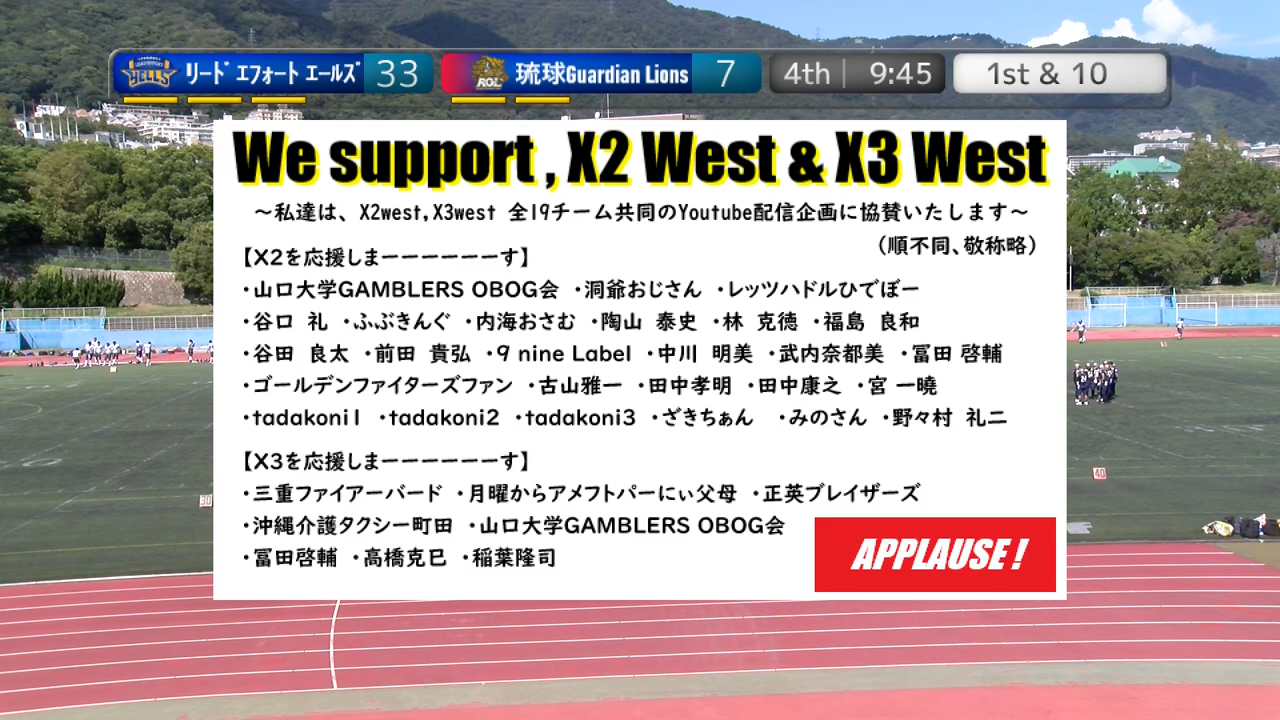 HELLS リードエフォートエールズ 33 RGL 琉球Guardian Lions 7 4th 9:45 1st & 10
We support , X2 West & X3 West
～私達は、X2west,X3west 全19チーム共同のYoutube配信企画に協賛いたします～
（順不同、敬称略）
【X2を応援しまーーーーーーす】
・山口大学GAMBLERS OBOG会 ・洞爺おじさん ・レッツハドルひでぼー
・谷口 礼 ・ふぶきんぐ ・内海おさむ ・陶山 泰史 ・林 克徳 ・福島 良和
・谷田 良太 ・前田 貴弘 ・9 nine Label ・中川 明美 ・武内奈都美 ・冨田 啓輔
・ゴールデンファイターズファン ・古山雅一 ・田中孝明 ・田中康之 ・宮 一曉
・tadakoni1 ・tadakoni2 ・tadakoni3 ・ざきちぁん ・みのさん ・野々村 礼二
【X3を応援しまーーーーーーす】
・三重ファイアーバード ・月曜からアメフトバーにぃ父母 ・正英ブレイザーズ
・沖縄介護タクシー町田 ・山口大学GAMBLERS OBOG会
・冨田啓輔 ・高橋克巳 ・稲葉隆司
APPLAUSE !
30
40